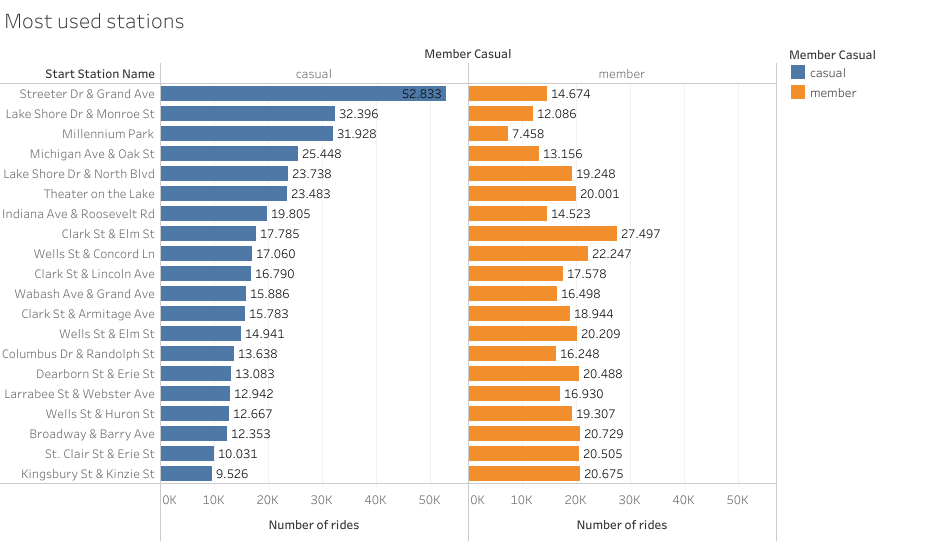 Most used stations
Member Casual
Start Station Name casual member
Streeter Dr & Grand Ave 52.833 14.674
Lake Shore Dr & Monroe St 32.396 12.086
Millennium Park 31.928 7.458
Michigan Ave & Oak St 25.448 13.156
Lake Shore Dr & North Blvd 23.738 19.248
Theater on the Lake 23.483 20.001
Indiana Ave & Roosevelt Rd 19.805 14.523
Clark St & Elm St 17.785 27.497
Wells St & Concord Ln 17.060 22.247
Clark St & Lincoln Ave 16.790 17.578
Wabash Ave & Grand Ave 15.886 16.498
Clark St & Armitage Ave 15.783 18.944
Wells St & Elm St 14.941 20.209
Columbus Dr & Randolph St 13.638 16.248
Dearborn St & Erie St 13.083 20.488
Larrabee St & Webster Ave 12.942 16.930
Wells St & Huron St 12.667 19.307
Broadway & Barry Ave 12.353 20.729
St. Clair St & Erie St 10.031 20.505
Kingsbury St & Kinzie St 9.526 20.675
0K 10K 20K 30K 40K 50K 0K 10K 20K 30K 40K 50K
Number of rides Number of rides
Member Casual
casual
member